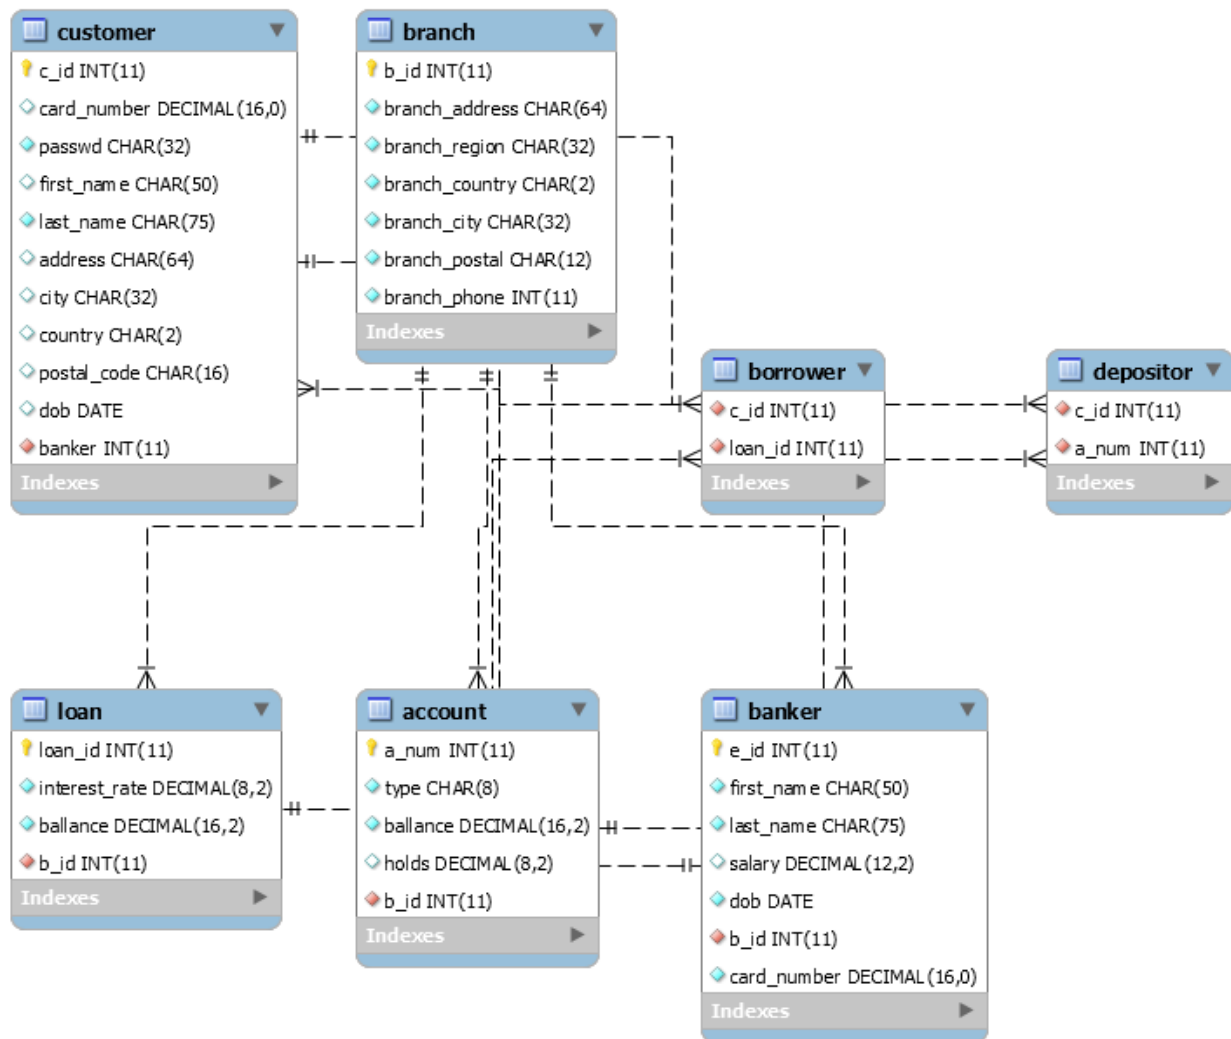 customer
c_id INT(11)
card_number DECIMAL(16,0)
passwd CHAR(32)
first_name CHAR(50)
last_name CHAR(75)
address CHAR(64)
city CHAR(32)
country CHAR(2)
postal_code CHAR(16)
dob DATE
banker INT(11)
Indexes
branch
b_id INT(11)
branch_address CHAR(64)
branch_region CHAR(32)
branch_country CHAR(2)
branch_city CHAR(32)
branch_postal CHAR(12)
branch_phone INT(11)
Indexes
borrower
c_id INT(11)
loan_id INT(11)
Indexes
depositor
c_id INT(11)
a_num INT(11)
Indexes
loan
loan_id INT(11)
interest_rate DECIMAL(8,2)
ballance DECIMAL(16,2)
b_id INT(11)
Indexes
account
a_num INT(11)
type CHAR(8)
ballance DECIMAL(16,2)
holds DECIMAL(8,2)
b_id INT(11)
Indexes
banker
e_id INT(11)
first_name CHAR(50)
last_name CHAR(75)
salary DECIMAL(12,2)
dob DATE
b_id INT(11)
card_number DECIMAL(16,0)
Indexes